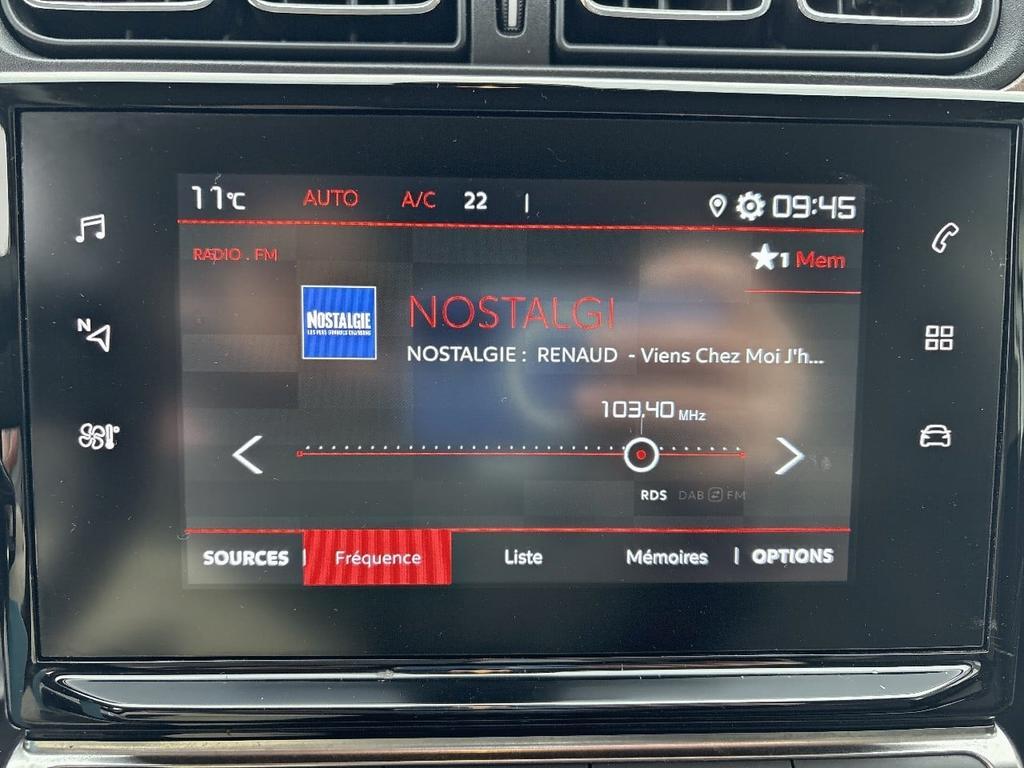 11°C AUTO A/C 22 | 09:45
RADIO . FM
1 Mem
NOSTALGIE
NOSTALGI
NOSTALGIE : RENAUD - Viens Chez Moi J'h...
103.40 MHz
N
RDS DAB FM
SOURCES | Fréquence Liste Mémoires | OPTIONS